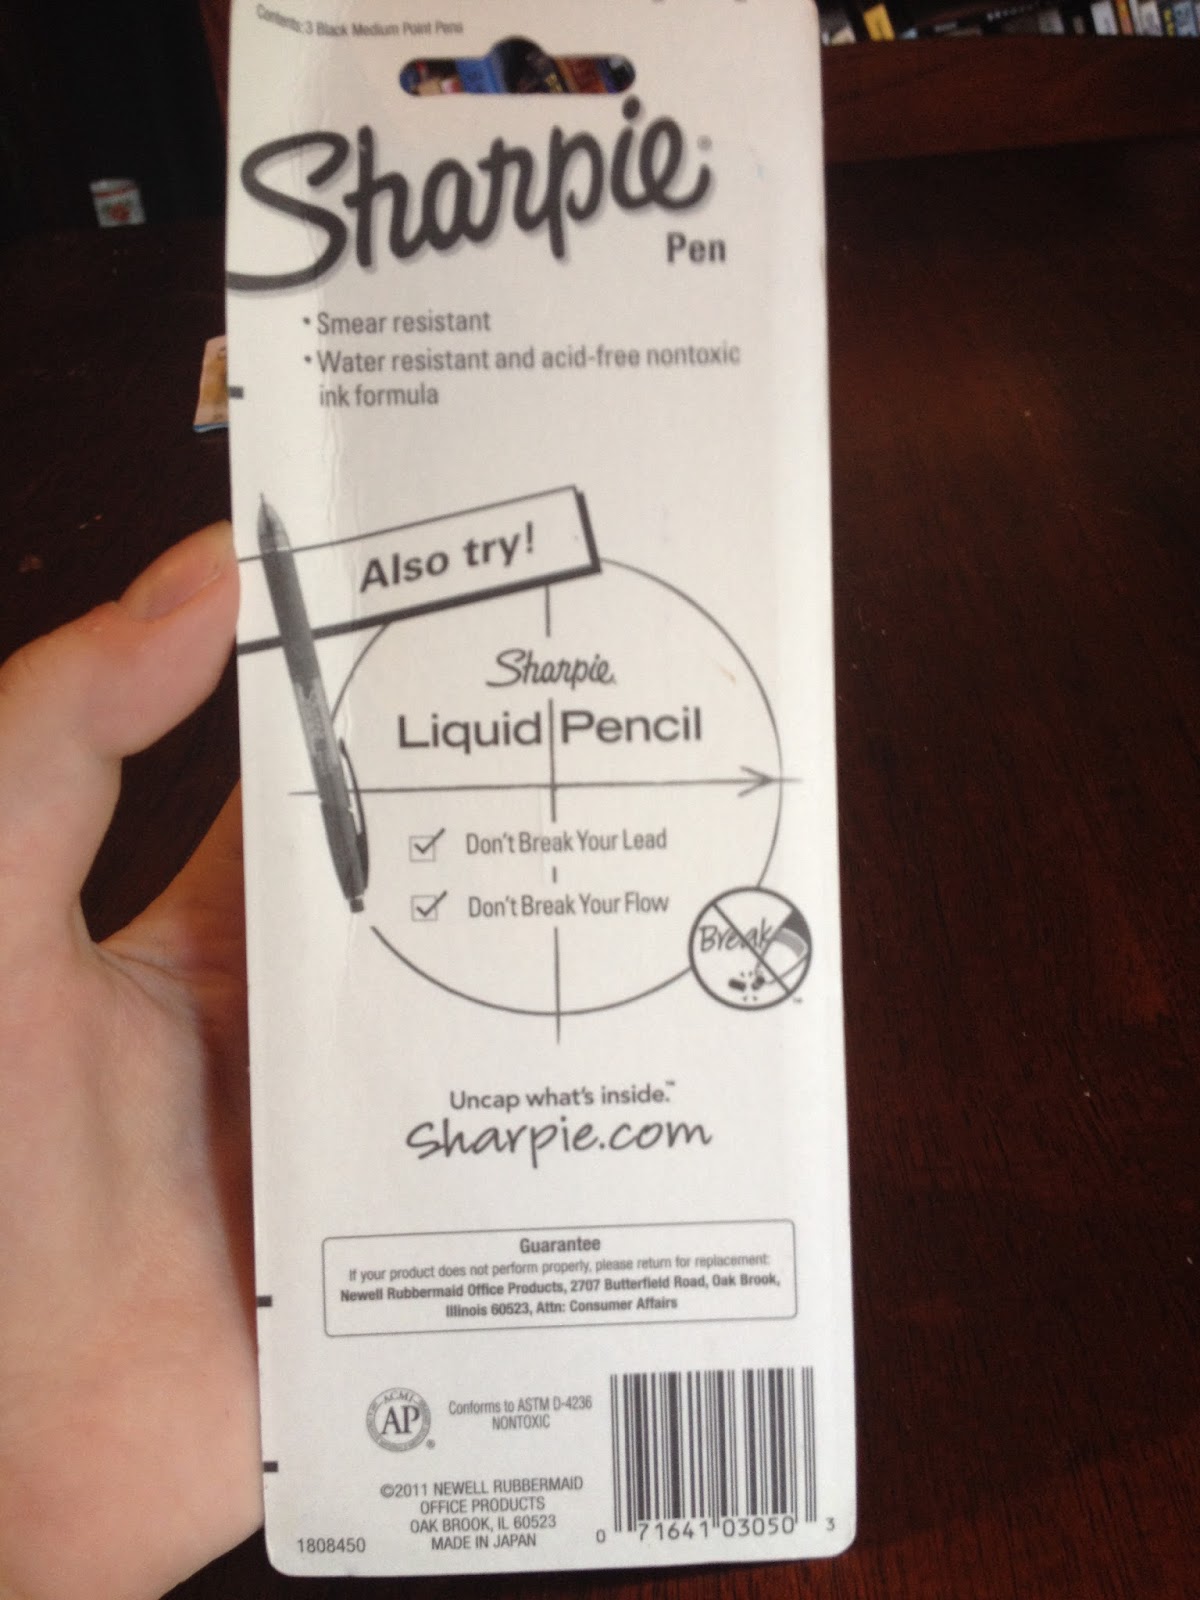 Contents: 3 Black Medium Point Pens
Sharpie®
Pen
• Smear resistant
• Water resistant and acid-free nontoxic
ink formula
Also try!
Sharpie®
Liquid Pencil
Don't Break Your Lead
Don't Break Your Flow
Break
™
Uncap what's inside.™
sharpie.com
Guarantee
If your product does not perform properly, please return for replacement:
Newell Rubbermaid Office Products, 2707 Butterfield Road, Oak Brook,
Illinois 60523, Attn: Consumer Affairs
ACMI
AP
®
Conforms to ASTM D-4236
NONTOXIC
©2011 NEWELL RUBBERMAID
OFFICE PRODUCTS
OAK BROOK, IL 60523
MADE IN JAPAN
1808450
0 71641 03050 3